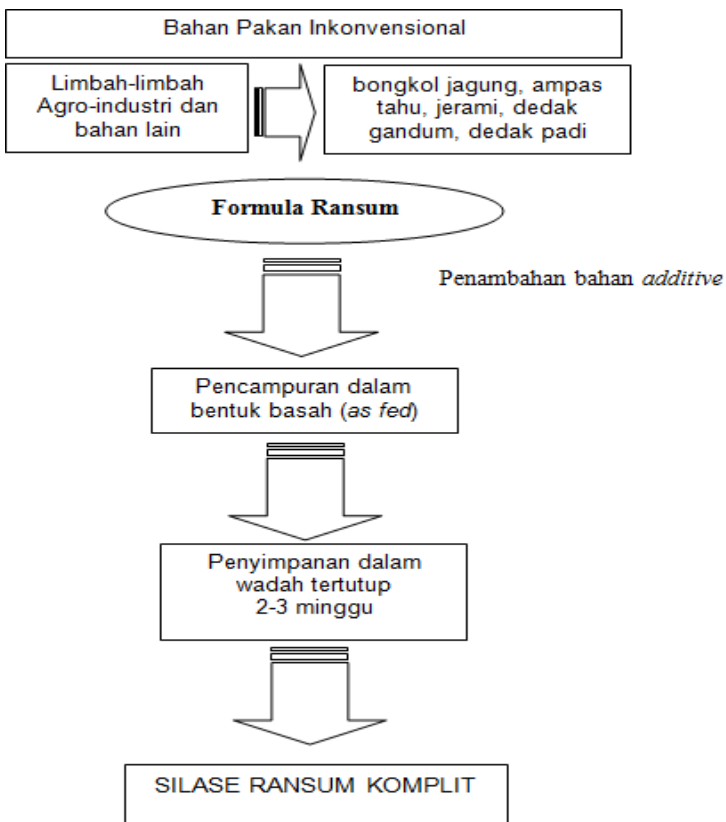 Bahan Pakan Inkonvensional
Limbah-limbah
Agro-industri dan
bahan lain
bongkol jagung, ampas
tahu, jerami, dedak
gandum, dedak padi
Formula Ransum
Penambahan bahan additive
Pencampuran dalam
bentuk basah (as fed)
Penyimpanan dalam
wadah tertutup
2-3 minggu
SILASE RANSUM KOMPLIT